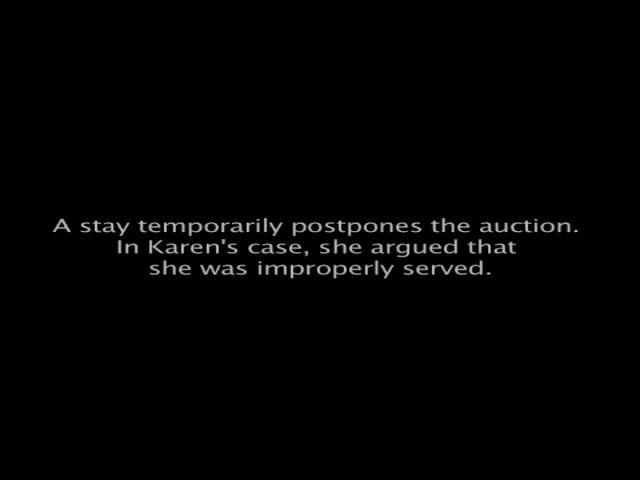 A stay temporarily postpones the auction.
In Karen's case, she argued that
she was improperly served.